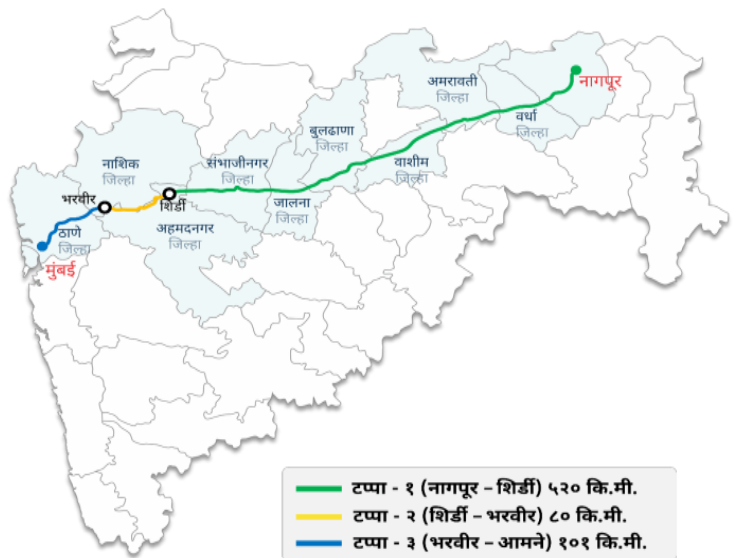 नागपूर
अमरावती
जिल्हा
वर्धा
जिल्हा
बुलढाणा
जिल्हा
वाशीम
जिल्हा
नाशिक
जिल्हा
संभाजीनगर
जिल्हा
जालना
जिल्हा
भरवीर
शिर्डी
अहमदनगर
जिल्हा
ठाणे
जिल्हा
मुंबई
टप्पा - १ (नागपूर – शिर्डी) ५२० कि.मी.
टप्पा - २ (शिर्डी – भरवीर) ८० कि.मी.
टप्पा - ३ (भरवीर – आमने) १०१ कि.मी.